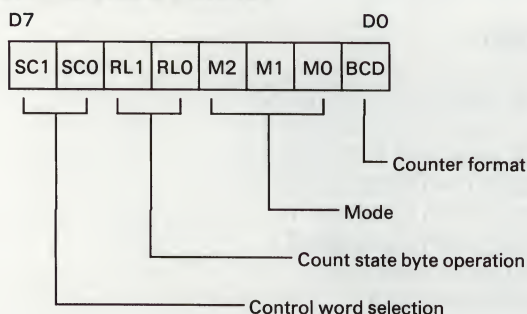 D7 D0
SC1 SC0 RL1 RL0 M2 M1 M0 BCD
Counter format
Mode
Count state byte operation
Control word selection